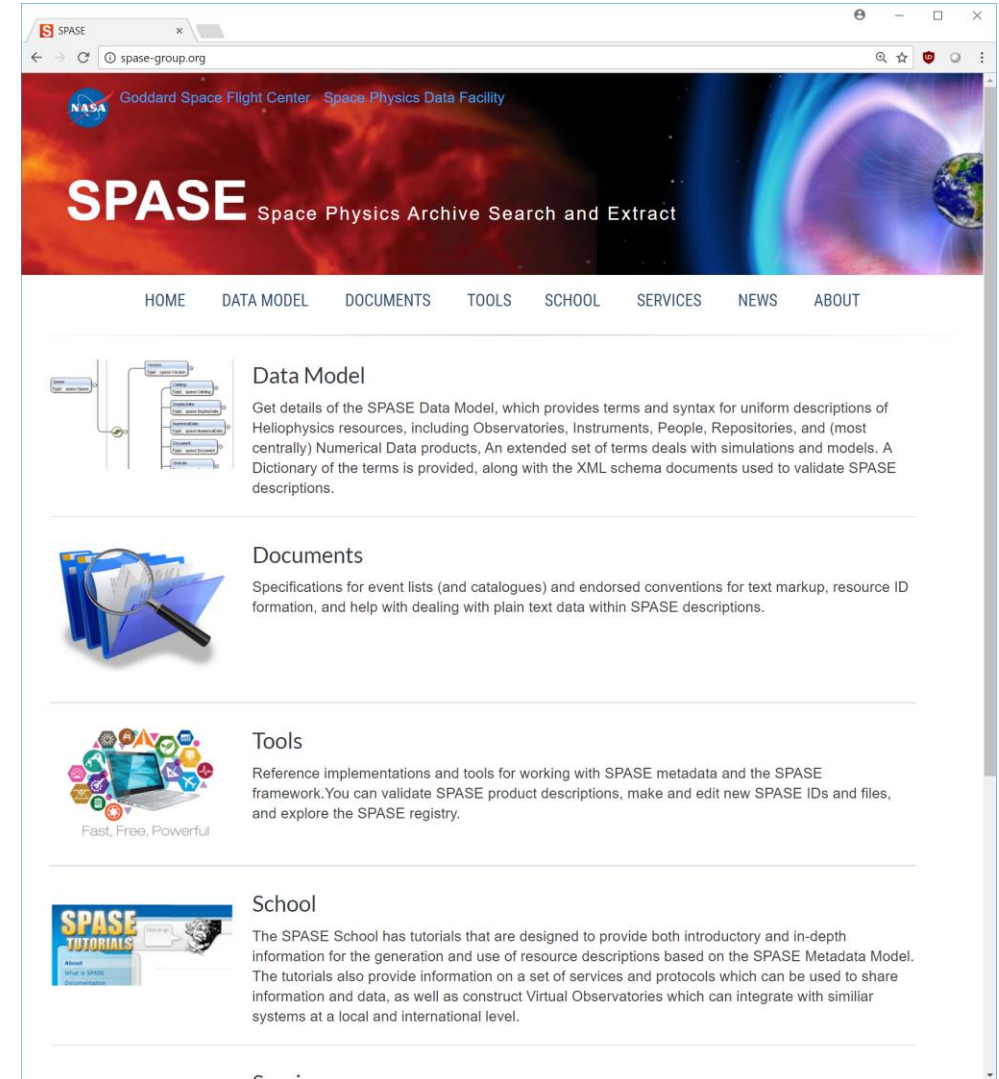 SPASE
spase-group.org
NASA
Goddard Space Flight Center Space Physics Data Facility
SPASE Space Physics Archive Search and Extract
HOME DATA MODEL DOCUMENTS TOOLS SCHOOL SERVICES NEWS ABOUT
Data Model
Get details of the SPASE Data Model, which provides terms and syntax for uniform descriptions of
Heliophysics resources, including Observatories, Instruments, People, Repositories, and (most
centrally) Numerical Data products, An extended set of terms deals with simulations and models. A
Dictionary of the terms is provided, along with the XML schema documents used to validate SPASE
descriptions.
Documents
Specifications for event lists (and catalogues) and endorsed conventions for text markup, resource ID
formation, and help with dealing with plain text data within SPASE descriptions.
Fast, Free, Powerful
Tools
Reference implementations and tools for working with SPASE metadata and the SPASE
framework.You can validate SPASE product descriptions, make and edit new SPASE IDs and files,
and explore the SPASE registry.
SPASE
TUTORIALS
About
What is SPASE
Documentation
School
The SPASE School has tutorials that are designed to provide both introductory and in-depth
information for the generation and use of resource descriptions based on the SPASE Metadata Model.
The tutorials also provide information on a set of services and protocols which can be used to share
information and data, as well as construct Virtual Observatories which can integrate with similiar
systems at a local and international level.